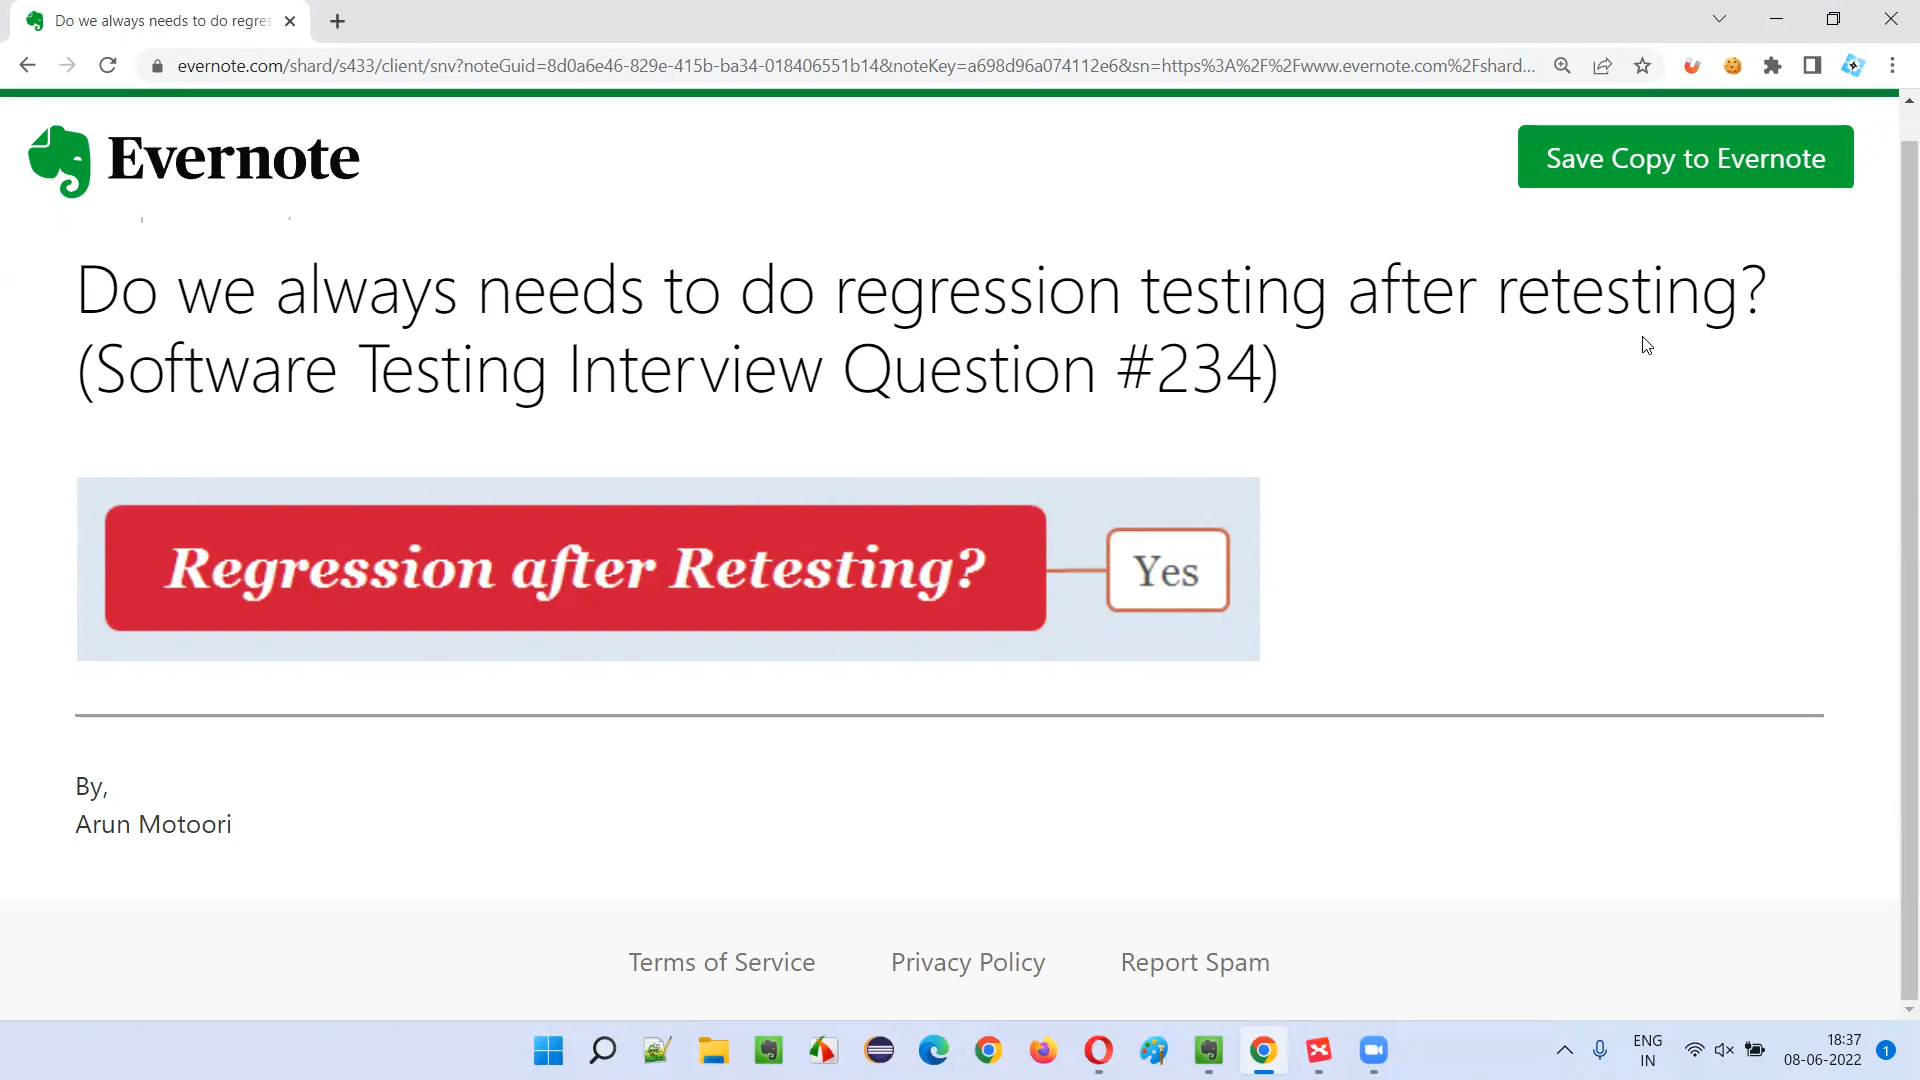 Do we always needs to do regres
evernote.com/shard/s433/client/snv?noteGuid=8d0a6e46-829e-415b-ba34-018406551b14&noteKey=a698d96a074112e6&sn=https%3A%2F%2Fwww.evernote.com%2Fshard...
Evernote
Save Copy to Evernote
Do we always needs to do regression testing after retesting?
(Software Testing Interview Question #234)
Regression after Retesting?
Yes
By,
Arun Motoori
Terms of Service
Privacy Policy
Report Spam
ENG
IN
18:37
08-06-2022
1